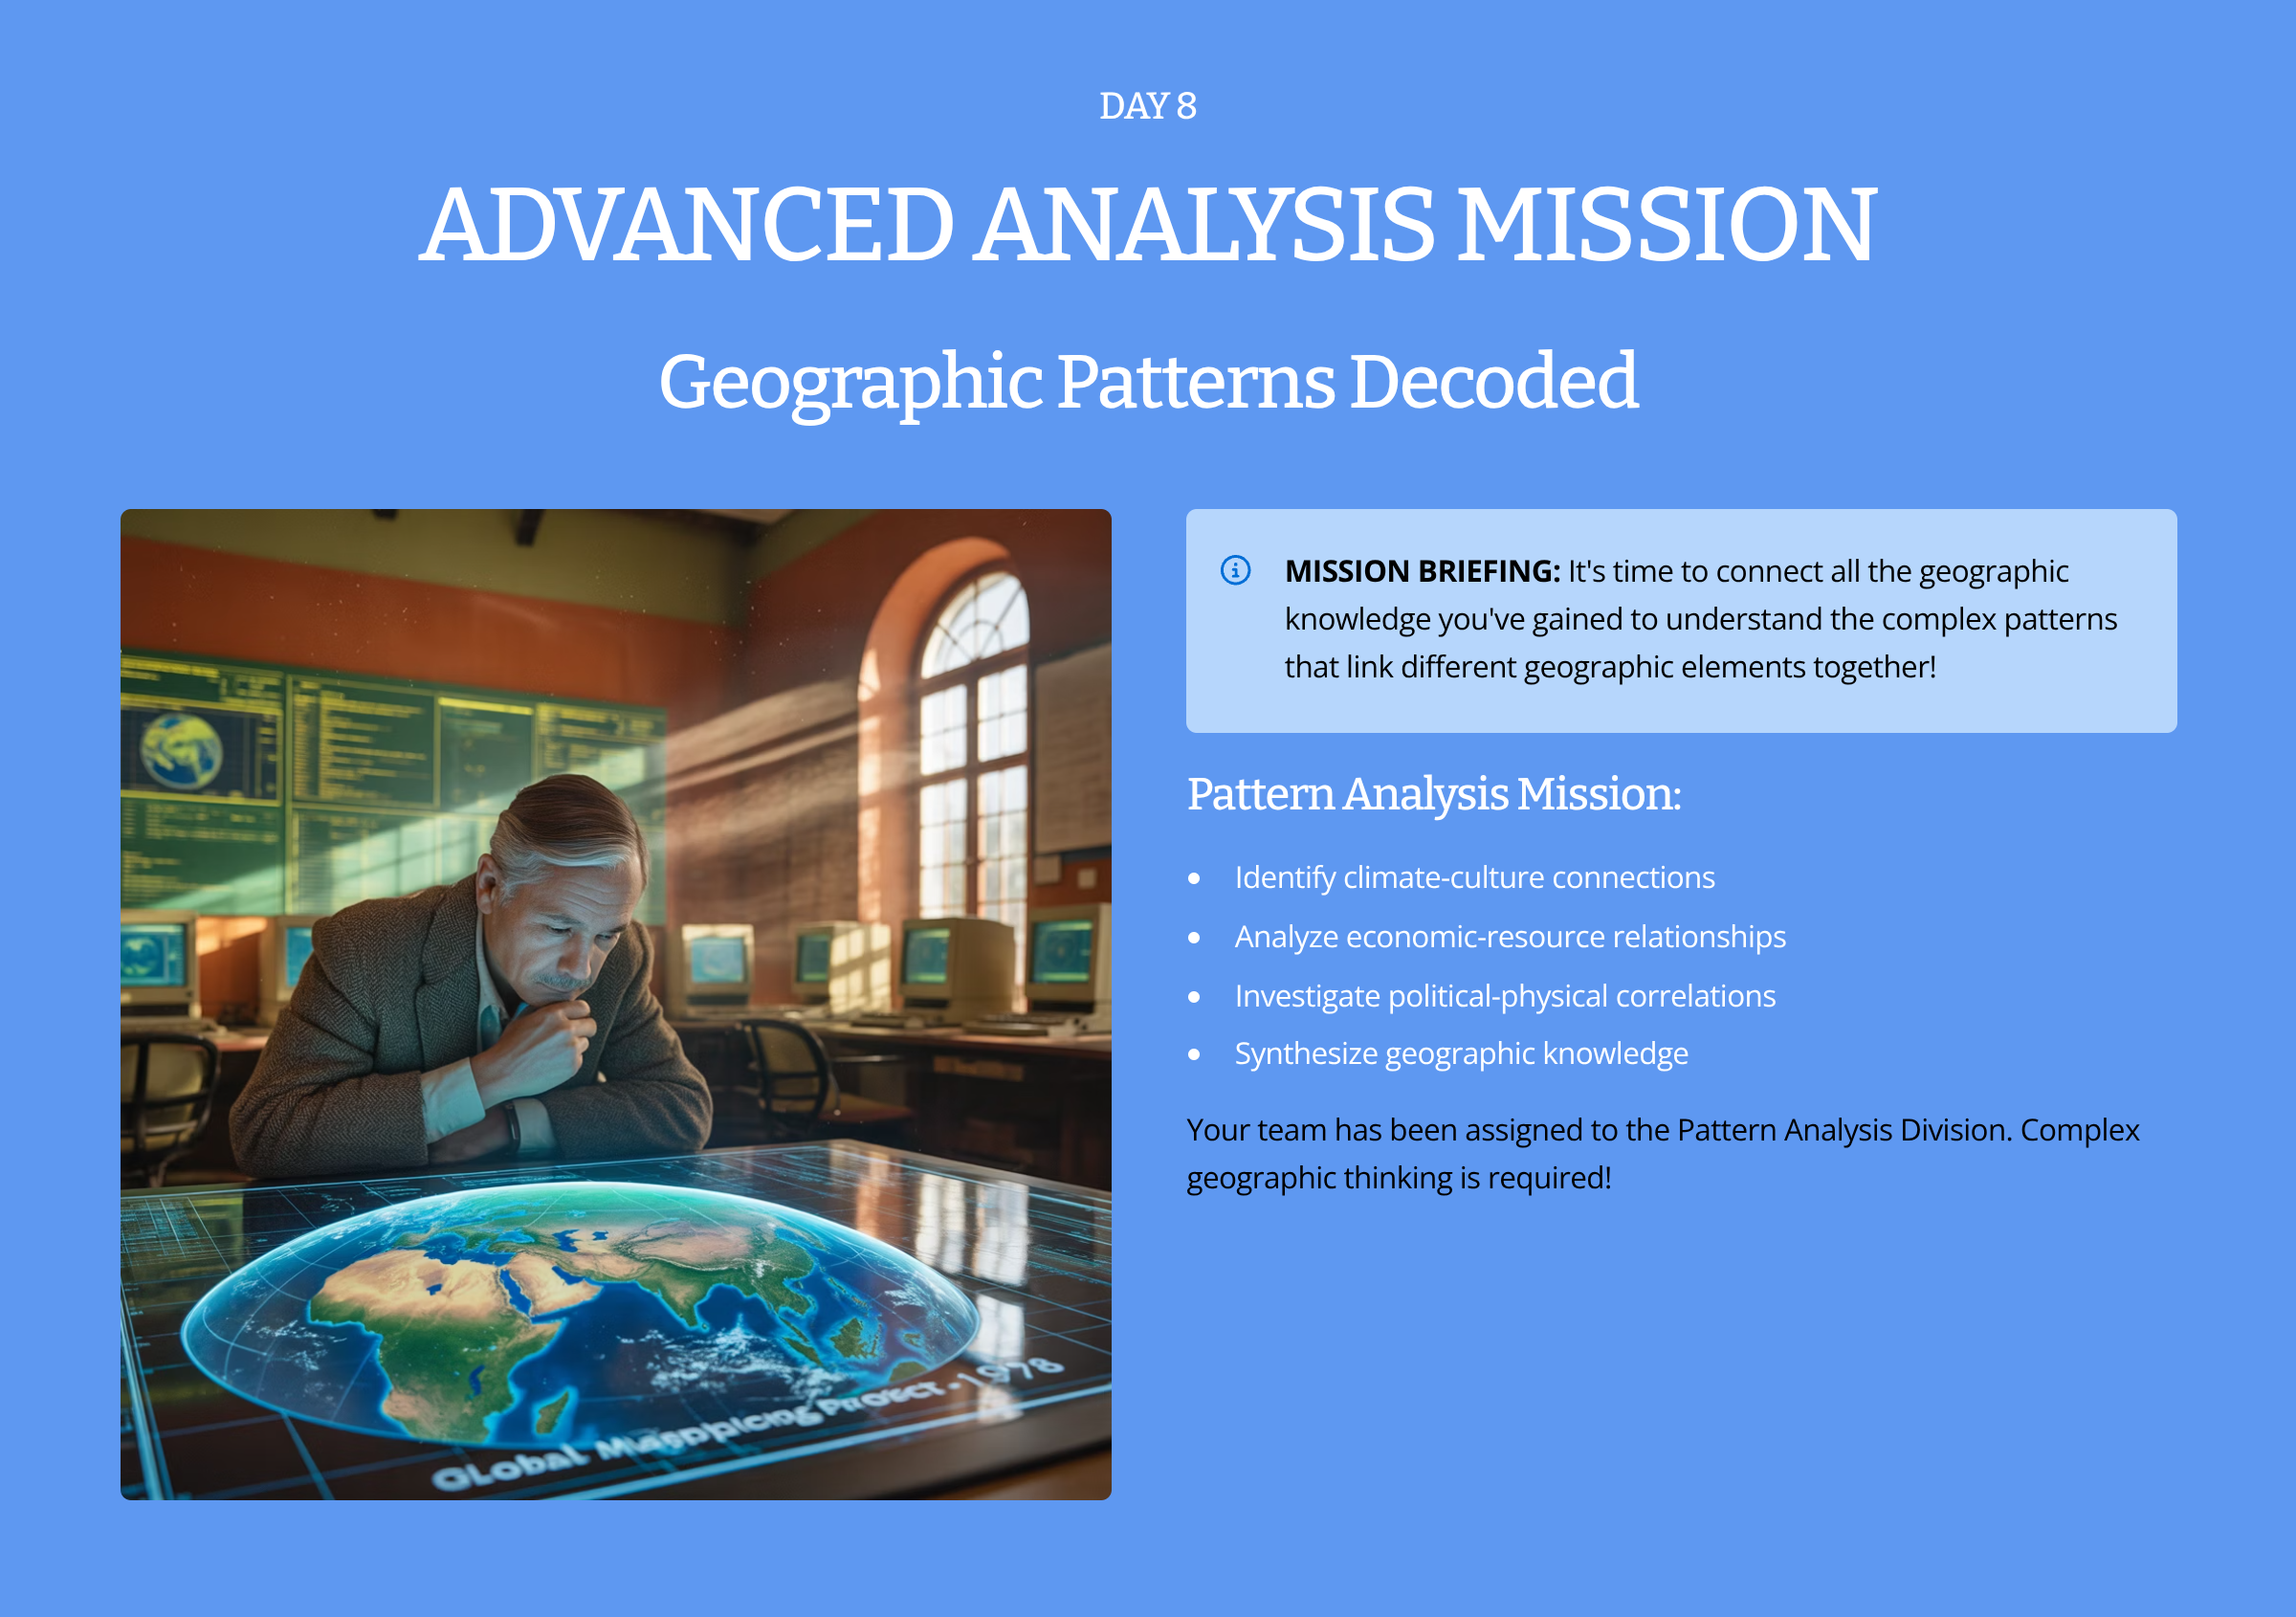 DAY 8
ADVANCED ANALYSIS MISSION
Geographic Patterns Decoded
MISSION BRIEFING: It's time to connect all the geographic
knowledge you've gained to understand the complex patterns
that link different geographic elements together!
Pattern Analysis Mission:
• Identify climate-culture connections
• Analyze economic-resource relationships
• Investigate political-physical correlations
• Synthesize geographic knowledge
Your team has been assigned to the Pattern Analysis Division. Complex
geographic thinking is required!
GLobal - 1978